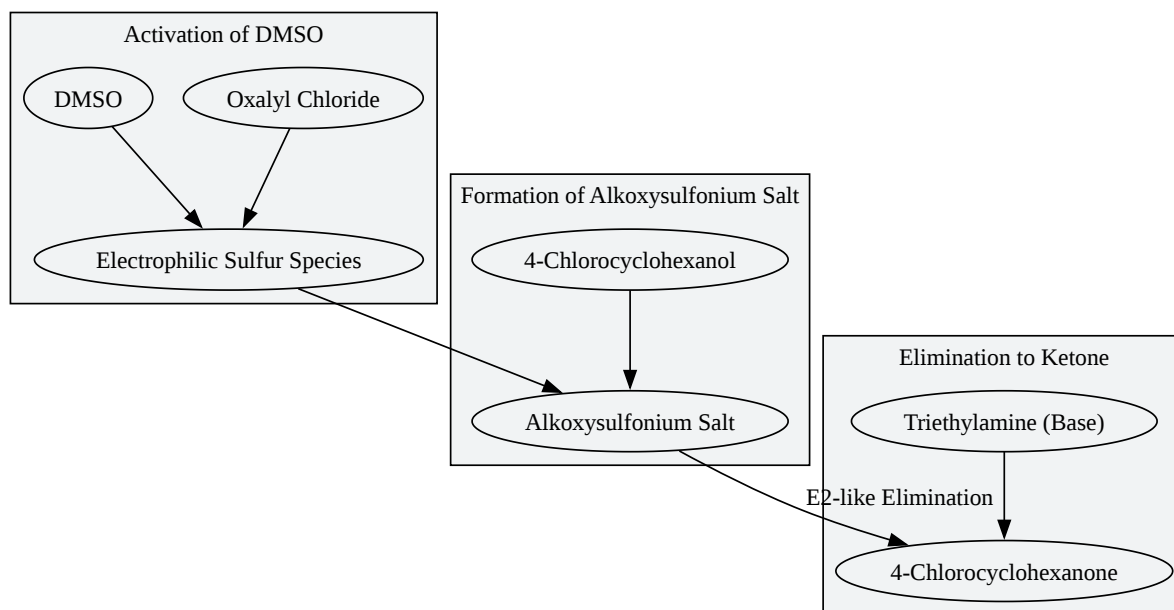 Activation of DMSO
DMSO
Oxalyl Chloride
Electrophilic Sulfur Species
Formation of Alkoxysulfonium Salt
4-Chlorocyclohexanol
Alkoxysulfonium Salt
Elimination to Ketone
Triethylamine (Base)
E2-like Elimination
4-Chlorocyclohexanone